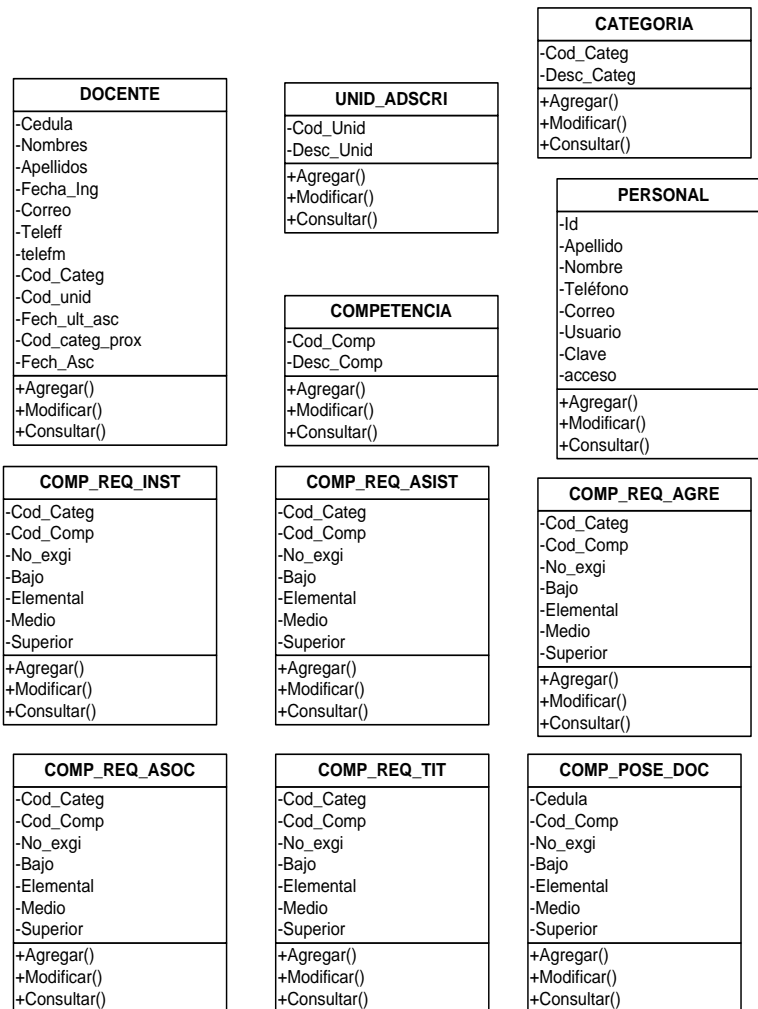 DOCENTE
-Cedula
-Nombres
-Apellidos
-Fecha_Ing
-Correo
-Teleff
-telefm
-Cod_Categ
-Cod_unid
-Fech_ult_asc
-Cod_categ_prox
-Fech_Asc
+Agregar()
+Modificar()
+Consultar()
UNID_ADSCRI
-Cod_Unid
-Desc_Unid
+Agregar()
+Modificar()
+Consultar()
CATEGORIA
-Cod_Categ
-Desc_Categ
+Agregar()
+Modificar()
+Consultar()
COMPETENCIA
-Cod_Comp
-Desc_Comp
+Agregar()
+Modificar()
+Consultar()
PERSONAL
-Id
-Apellido
-Nombre
-Teléfono
-Correo
-Usuario
-Clave
-acceso
+Agregar()
+Modificar()
+Consultar()
COMP_REQ_INST
-Cod_Categ
-Cod_Comp
-No_exgi
-Bajo
-Elemental
-Medio
-Superior
+Agregar()
+Modificar()
+Consultar()
COMP_REQ_ASIST
-Cod_Categ
-Cod_Comp
-No_exgi
-Bajo
-Elemental
-Medio
-Superior
+Agregar()
+Modificar()
+Consultar()
COMP_REQ_AGRE
-Cod_Categ
-Cod_Comp
-No_exgi
-Bajo
-Elemental
-Medio
-Superior
+Agregar()
+Modificar()
+Consultar()
COMP_REQ_ASOC
-Cod_Categ
-Cod_Comp
-No_exgi
-Bajo
-Elemental
-Medio
-Superior
+Agregar()
+Modificar()
+Consultar()
COMP_REQ_TIT
-Cod_Categ
-Cod_Comp
-No_exgi
-Bajo
-Elemental
-Medio
-Superior
+Agregar()
+Modificar()
+Consultar()
COMP_POSE_DOC
-Cedula
-Cod_Comp
-No_exgi
-Bajo
-Elemental
-Medio
-Superior
+Agregar()
+Modificar()
+Consultar()